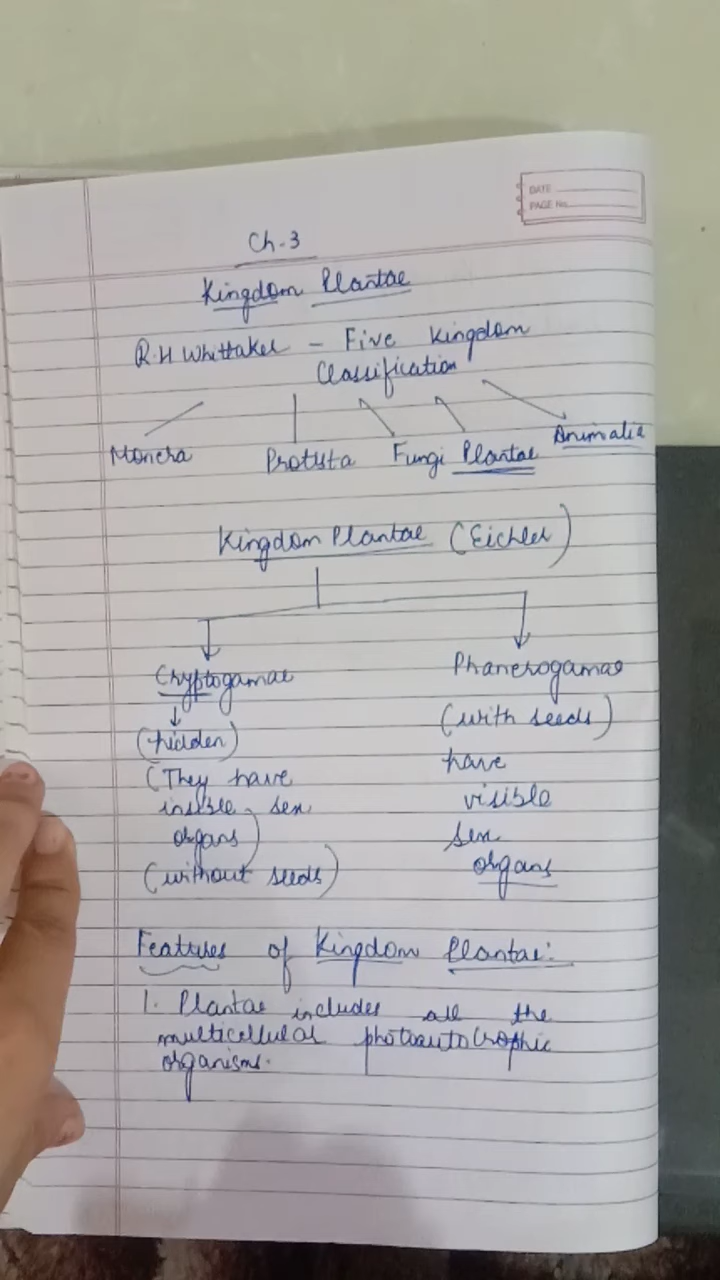 DATE
PAGE No.
Ch-3
Kingdom Plantae
R.H Whittaker - Five Kingdom
Classification
Monera Protista Fungi Plantae Animalia
Kingdom Plantae (Eichler)
Cryptogamae Phanerogamae
(hidden) (with seeds)
(They have have
insible sex visible
organs) sex
(without seeds) organs
Features of Kingdom Plantae:
1. Plantae includes all the
multicellular photoautotrophic
organisms.